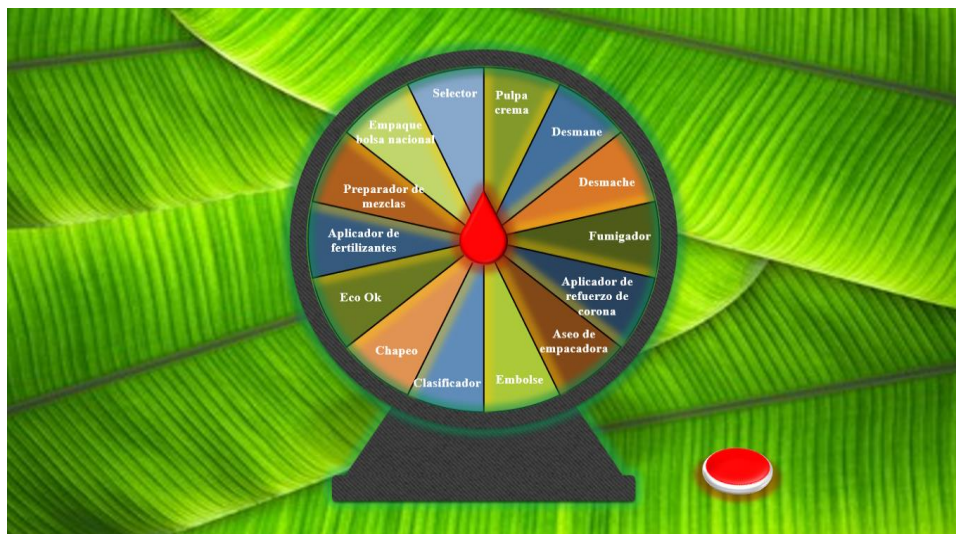 Pulpa
crema
Desmane
Desmache
Fumigador
Aplicador de
refuerzo de
corona
Aseo de
empacadora
Embolse
Clasificador
Chapeo
Eco Ok
Aplicador de
fertilizantes
Preparador de
mezclas
Empaque
bolsa nacional
Selector